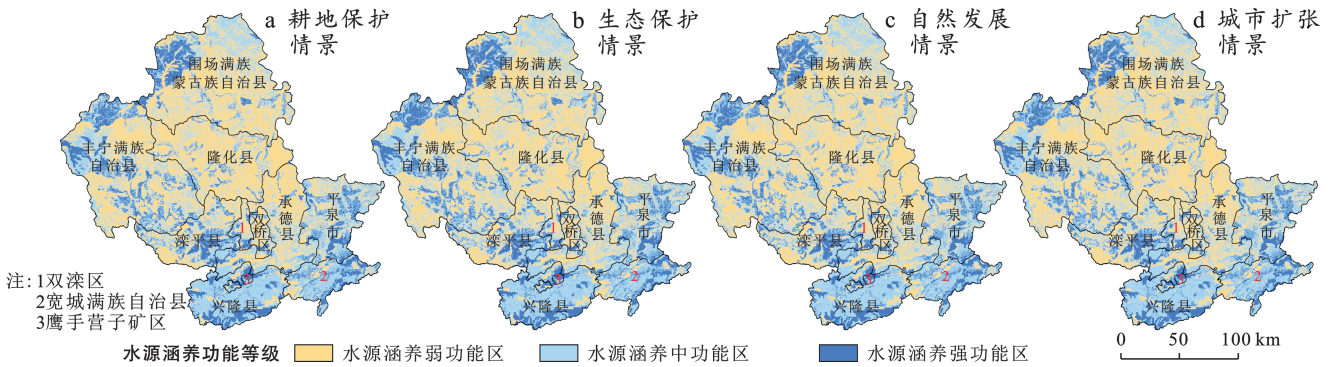 a 耕地保护
情景
b 生态保护
情景
c 自然发展
情景
d 城市扩张
情景
围场满族
蒙古族自治县
丰宁满族
自治县
隆化县
承德县
平泉市
双桥区
滦平县
兴隆县
1
2
3
围场满族
蒙古族自治县
丰宁满族
自治县
隆化县
承德县
平泉市
双桥区
滦平县
兴隆县
1
2
3
围场满族
蒙古族自治县
丰宁满族
自治县
隆化县
承德县
平泉市
双桥区
滦平县
兴隆县
1
2
3
围场满族
蒙古族自治县
丰宁满族
自治县
隆化县
承德县
平泉市
双桥区
滦平县
兴隆县
1
2
3
注: 1双滦区
2宽城满族自治县
3鹰手营子矿区
水源涵养功能等级 水源涵养弱功能区 水源涵养中功能区 水源涵养强功能区
0 50 100 km